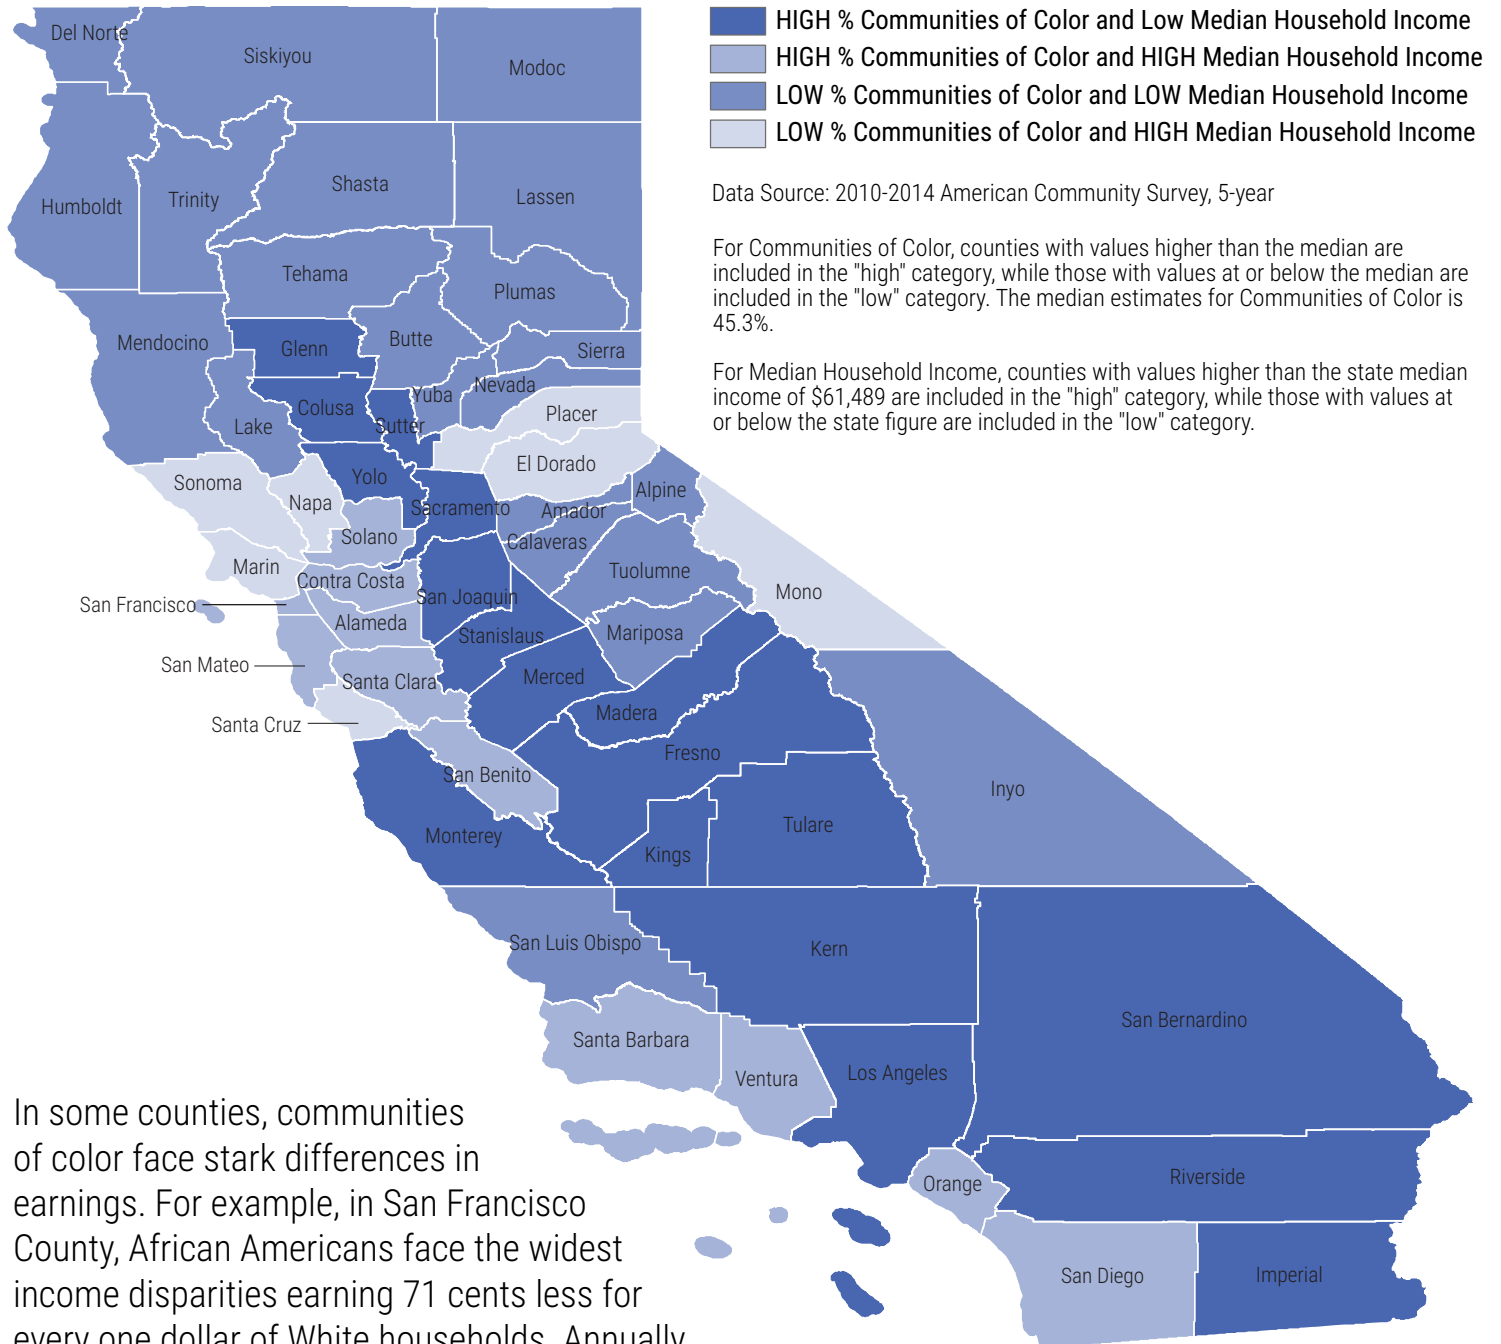 HIGH % Communities of Color and Low Median Household Income
HIGH % Communities of Color and HIGH Median Household Income
LOW % Communities of Color and LOW Median Household Income
LOW % Communities of Color and HIGH Median Household Income
Data Source: 2010-2014 American Community Survey, 5-year
For Communities of Color, counties with values higher than the median are
included in the "high" category, while those with values at or below the median are
included in the "low" category. The median estimates for Communities of Color is
45.3%.
For Median Household Income, counties with values higher than the state median
income of $61,489 are included in the "high" category, while those with values at
or below the state figure are included in the "low" category.
Del Norte
Siskiyou
Modoc
Humboldt
Trinity
Shasta
Lassen
Tehama
Plumas
Mendocino
Glenn
Butte
Sierra
Lake
Colusa
Sutter
Yuba
Nevada
Placer
El Dorado
Sonoma
Napa
Yolo
Sacramento
Amador
Alpine
Solano
Calaveras
Marin
Contra Costa
San Joaquin
Tuolumne
Mono
San Francisco
Alameda
Stanislaus
Mariposa
San Mateo
Santa Clara
Merced
Madera
Santa Cruz
San Benito
Fresno
Inyo
Monterey
Kings
Tulare
San Luis Obispo
Kern
San Bernardino
Santa Barbara
Ventura
Los Angeles
Orange
Riverside
San Diego
Imperial
In some counties, communities
of color face stark differences in
earnings. For example, in San Francisco
County, African Americans face the widest
income disparities earning 71 cents less for
every one dollar of White households. Annually